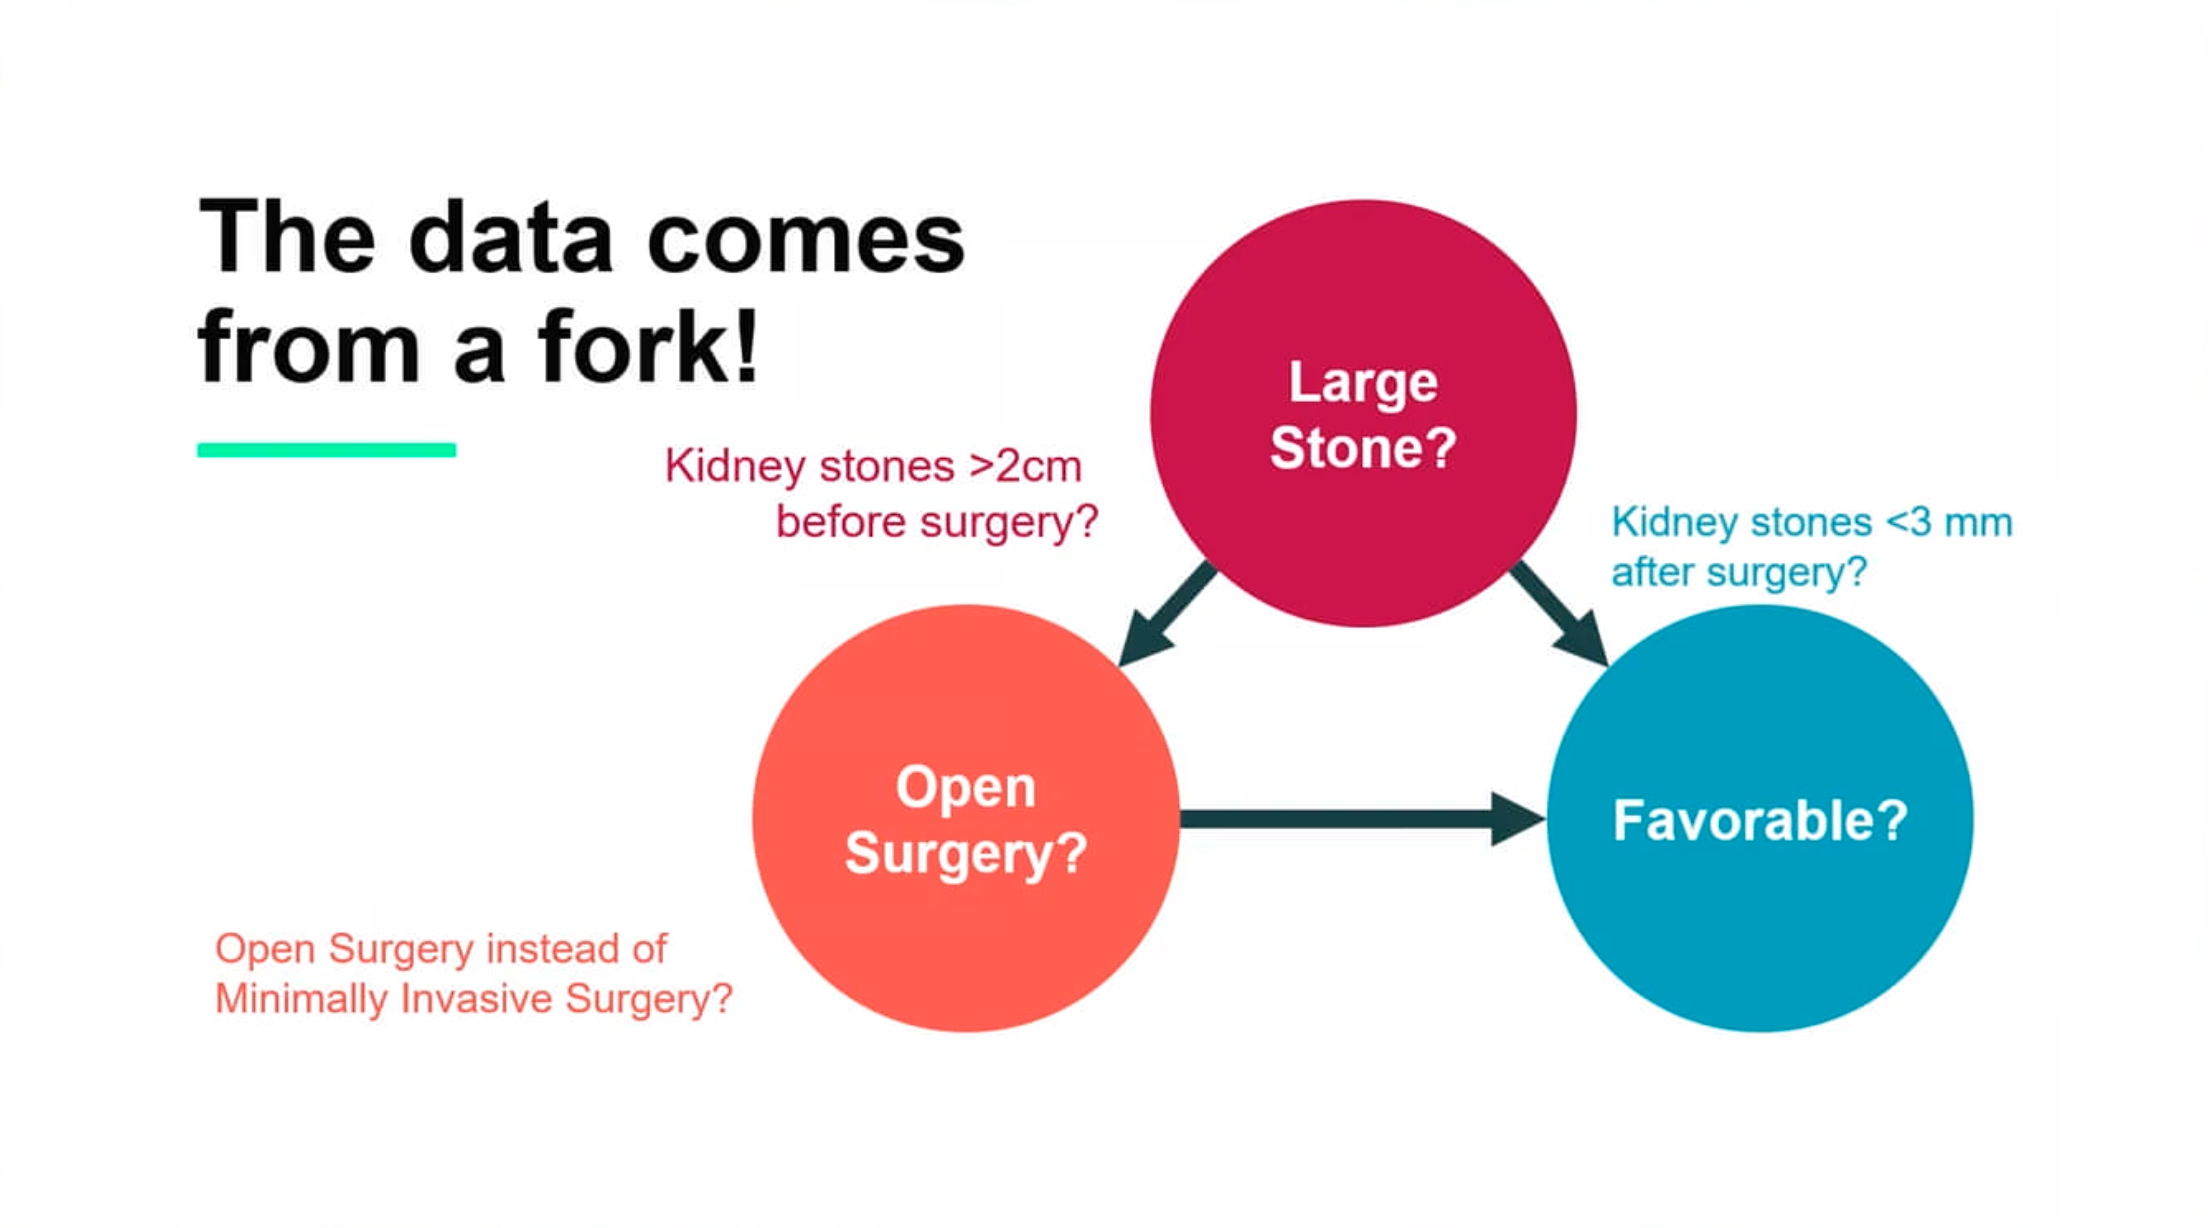 The data comes
from a fork!
Kidney stones >2cm
before surgery?
Large
Stone?
Kidney stones <3 mm
after surgery?
Open
Surgery?
Favorable?
Open Surgery instead of
Minimally Invasive Surgery?